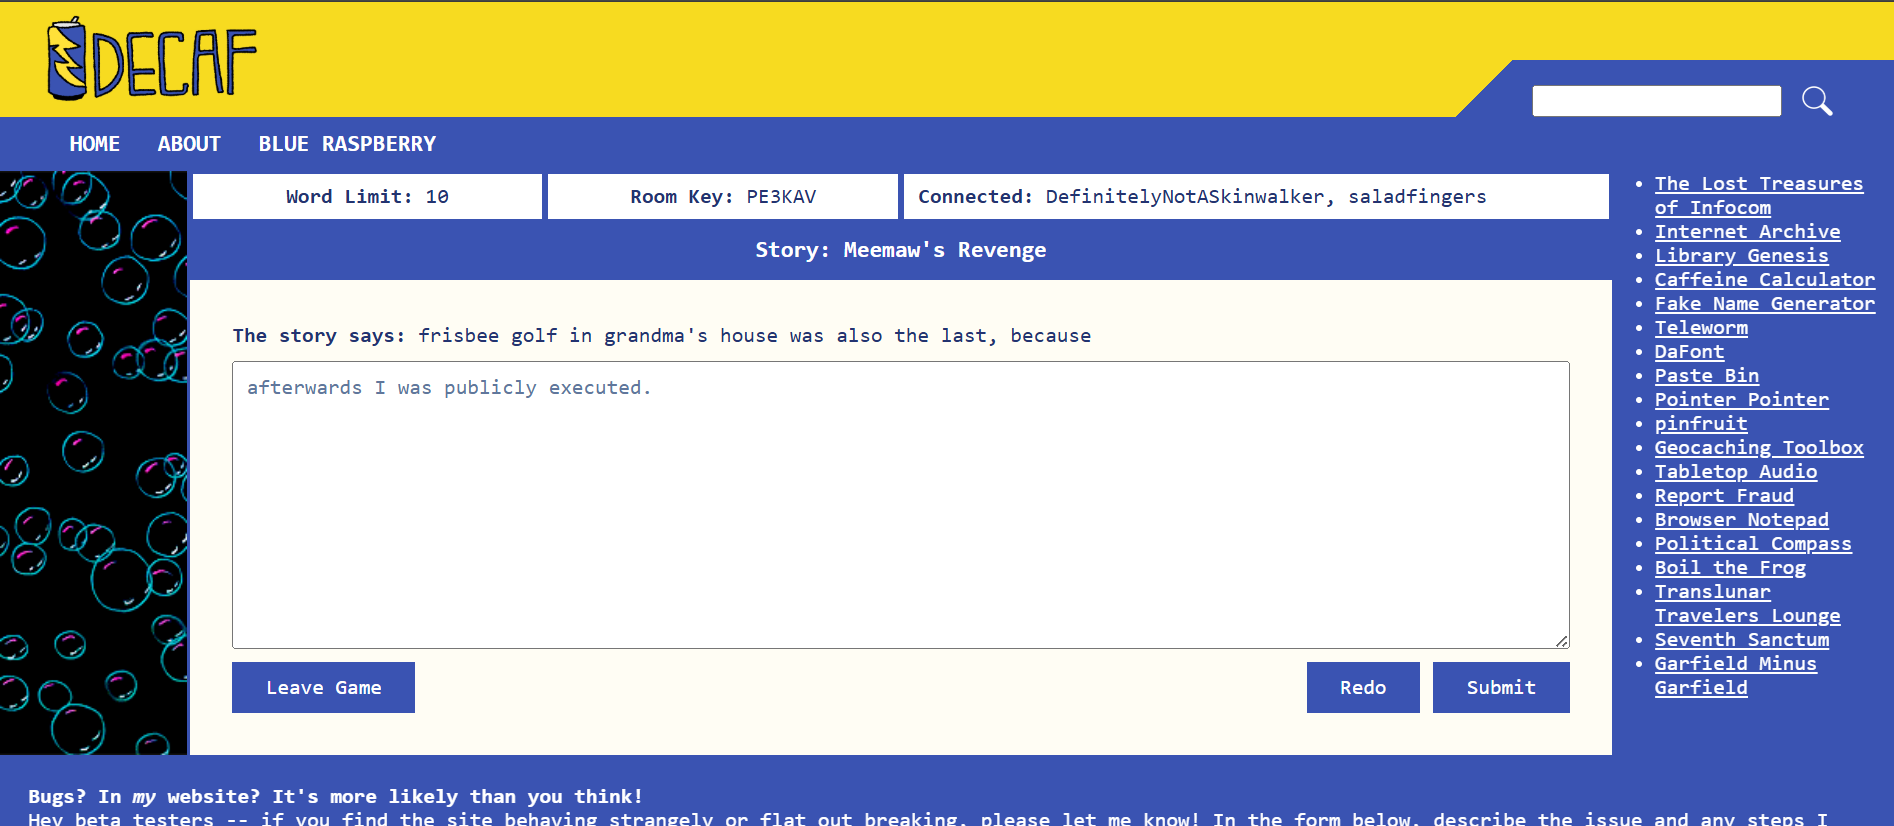 DECAF
HOME ABOUT BLUE RASPBERRY
Word Limit: 10
Room Key: PE3KAV
Connected: DefinitelyNotASkinwalker, saladfingers
Story: Meemaw's Revenge
The story says: frisbee golf in grandma's house was also the last, because
afterwards I was publicly executed.
Leave Game
Redo
Submit
The Lost Treasures
of Infocom
Internet Archive
Library Genesis
Caffeine Calculator
Fake Name Generator
Teleworm
DaFont
Paste Bin
Pointer Pointer
pinfruit
Geocaching Toolbox
Tabletop Audio
Report Fraud
Browser Notepad
Political Compass
Boil the Frog
Translunar
Travelers Lounge
Seventh Sanctum
Garfield Minus
Garfield
Bugs? In my website? It's more likely than you think!
Hey beta testers -- if you find the site behaving strangely or flat out breaking, please let me know! In the form below, describe the issue and any steps I